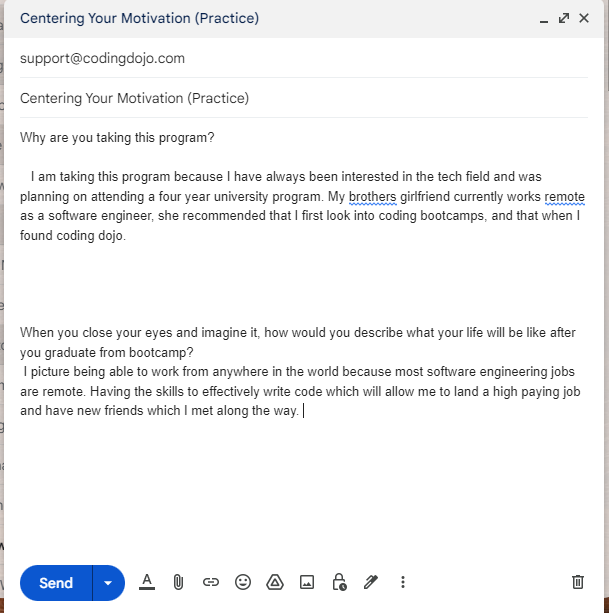 Centering Your Motivation (Practice)
support@codingdojo.com
Centering Your Motivation (Practice)
Why are you taking this program?
I am taking this program because I have always been interested in the tech field and was
planning on attending a four year university program. My brothers girlfriend currently works remote
as a software engineer, she recommended that I first look into coding bootcamps, and that when I
found coding dojo.
When you close your eyes and imagine it, how would you describe what your life will be like after
you graduate from bootcamp?
I picture being able to work from anywhere in the world because most software engineering jobs
are remote. Having the skills to effectively write code which will allow me to land a high paying job
and have new friends which I met along the way.
Send